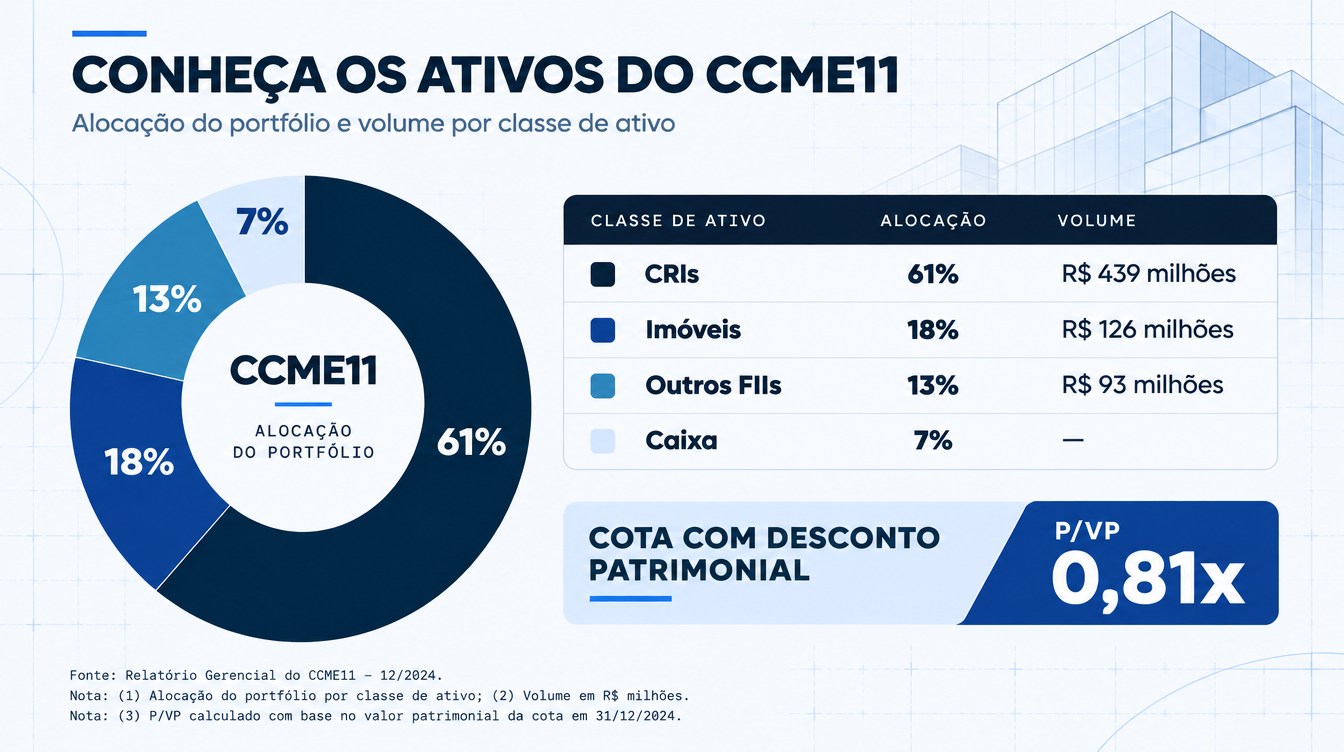 CONHEÇA OS ATIVOS DO CCME11
Alocação do portfólio e volume por classe de ativo
7%
13%
18%
61%
CCME11
ALOCAÇÃO
DO PORTFÓLIO
CLASSE DE ATIVO ALOCAÇÃO VOLUME
CRIs 61% R$ 439 milhões
Imóveis 18% R$ 126 milhões
Outros FIIs 13% R$ 93 milhões
Caixa 7% —
COTA COM DESCONTO
PATRIMONIAL
P/VP
0,81x
Fonte: Relatório Gerencial do CCME11 – 12/2024.
Nota: (1) Alocação do portfólio por classe de ativo; (2) Volume em R$ milhões.
Nota: (3) P/VP calculado com base no valor patrimonial da cota em 31/12/2024.